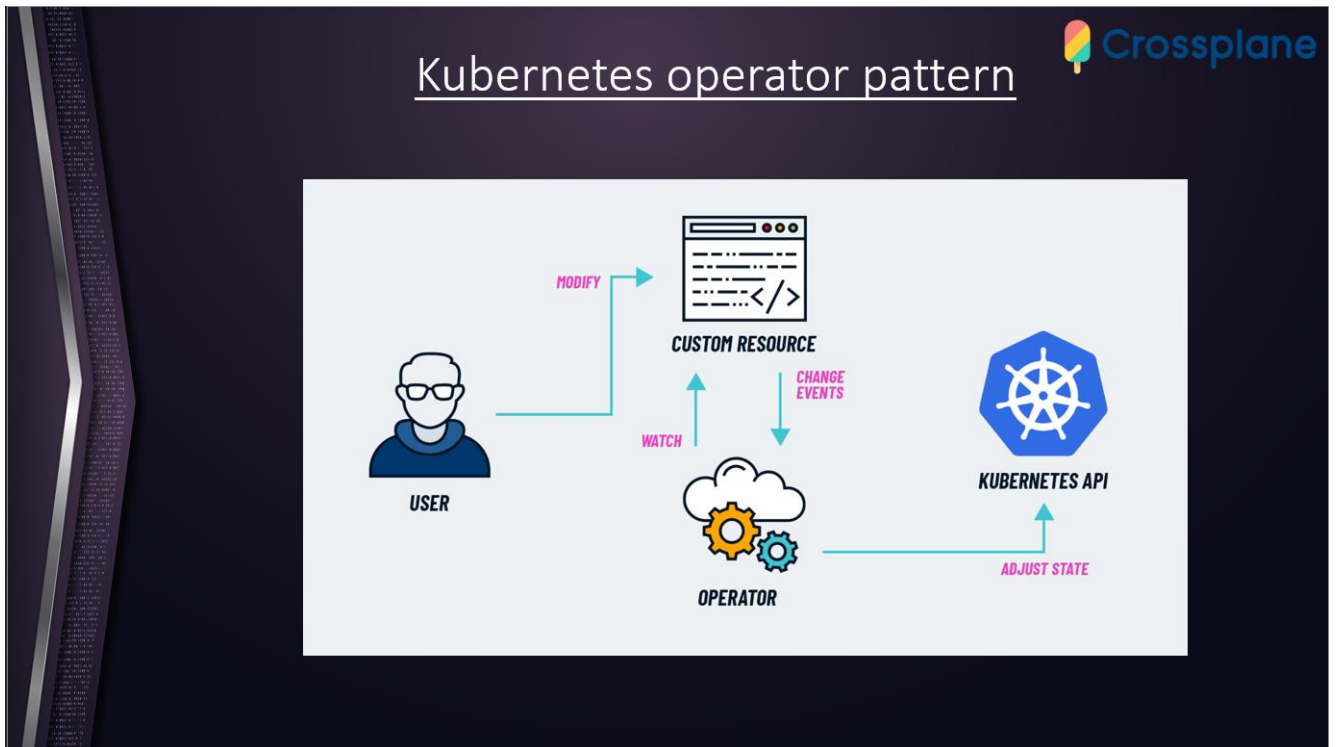 Kubernetes operator pattern
Crossplane
MODIFY
</>
CUSTOM RESOURCE
CHANGE
EVENTS
WATCH
USER
KUBERNETES API
ADJUST STATE
OPERATOR